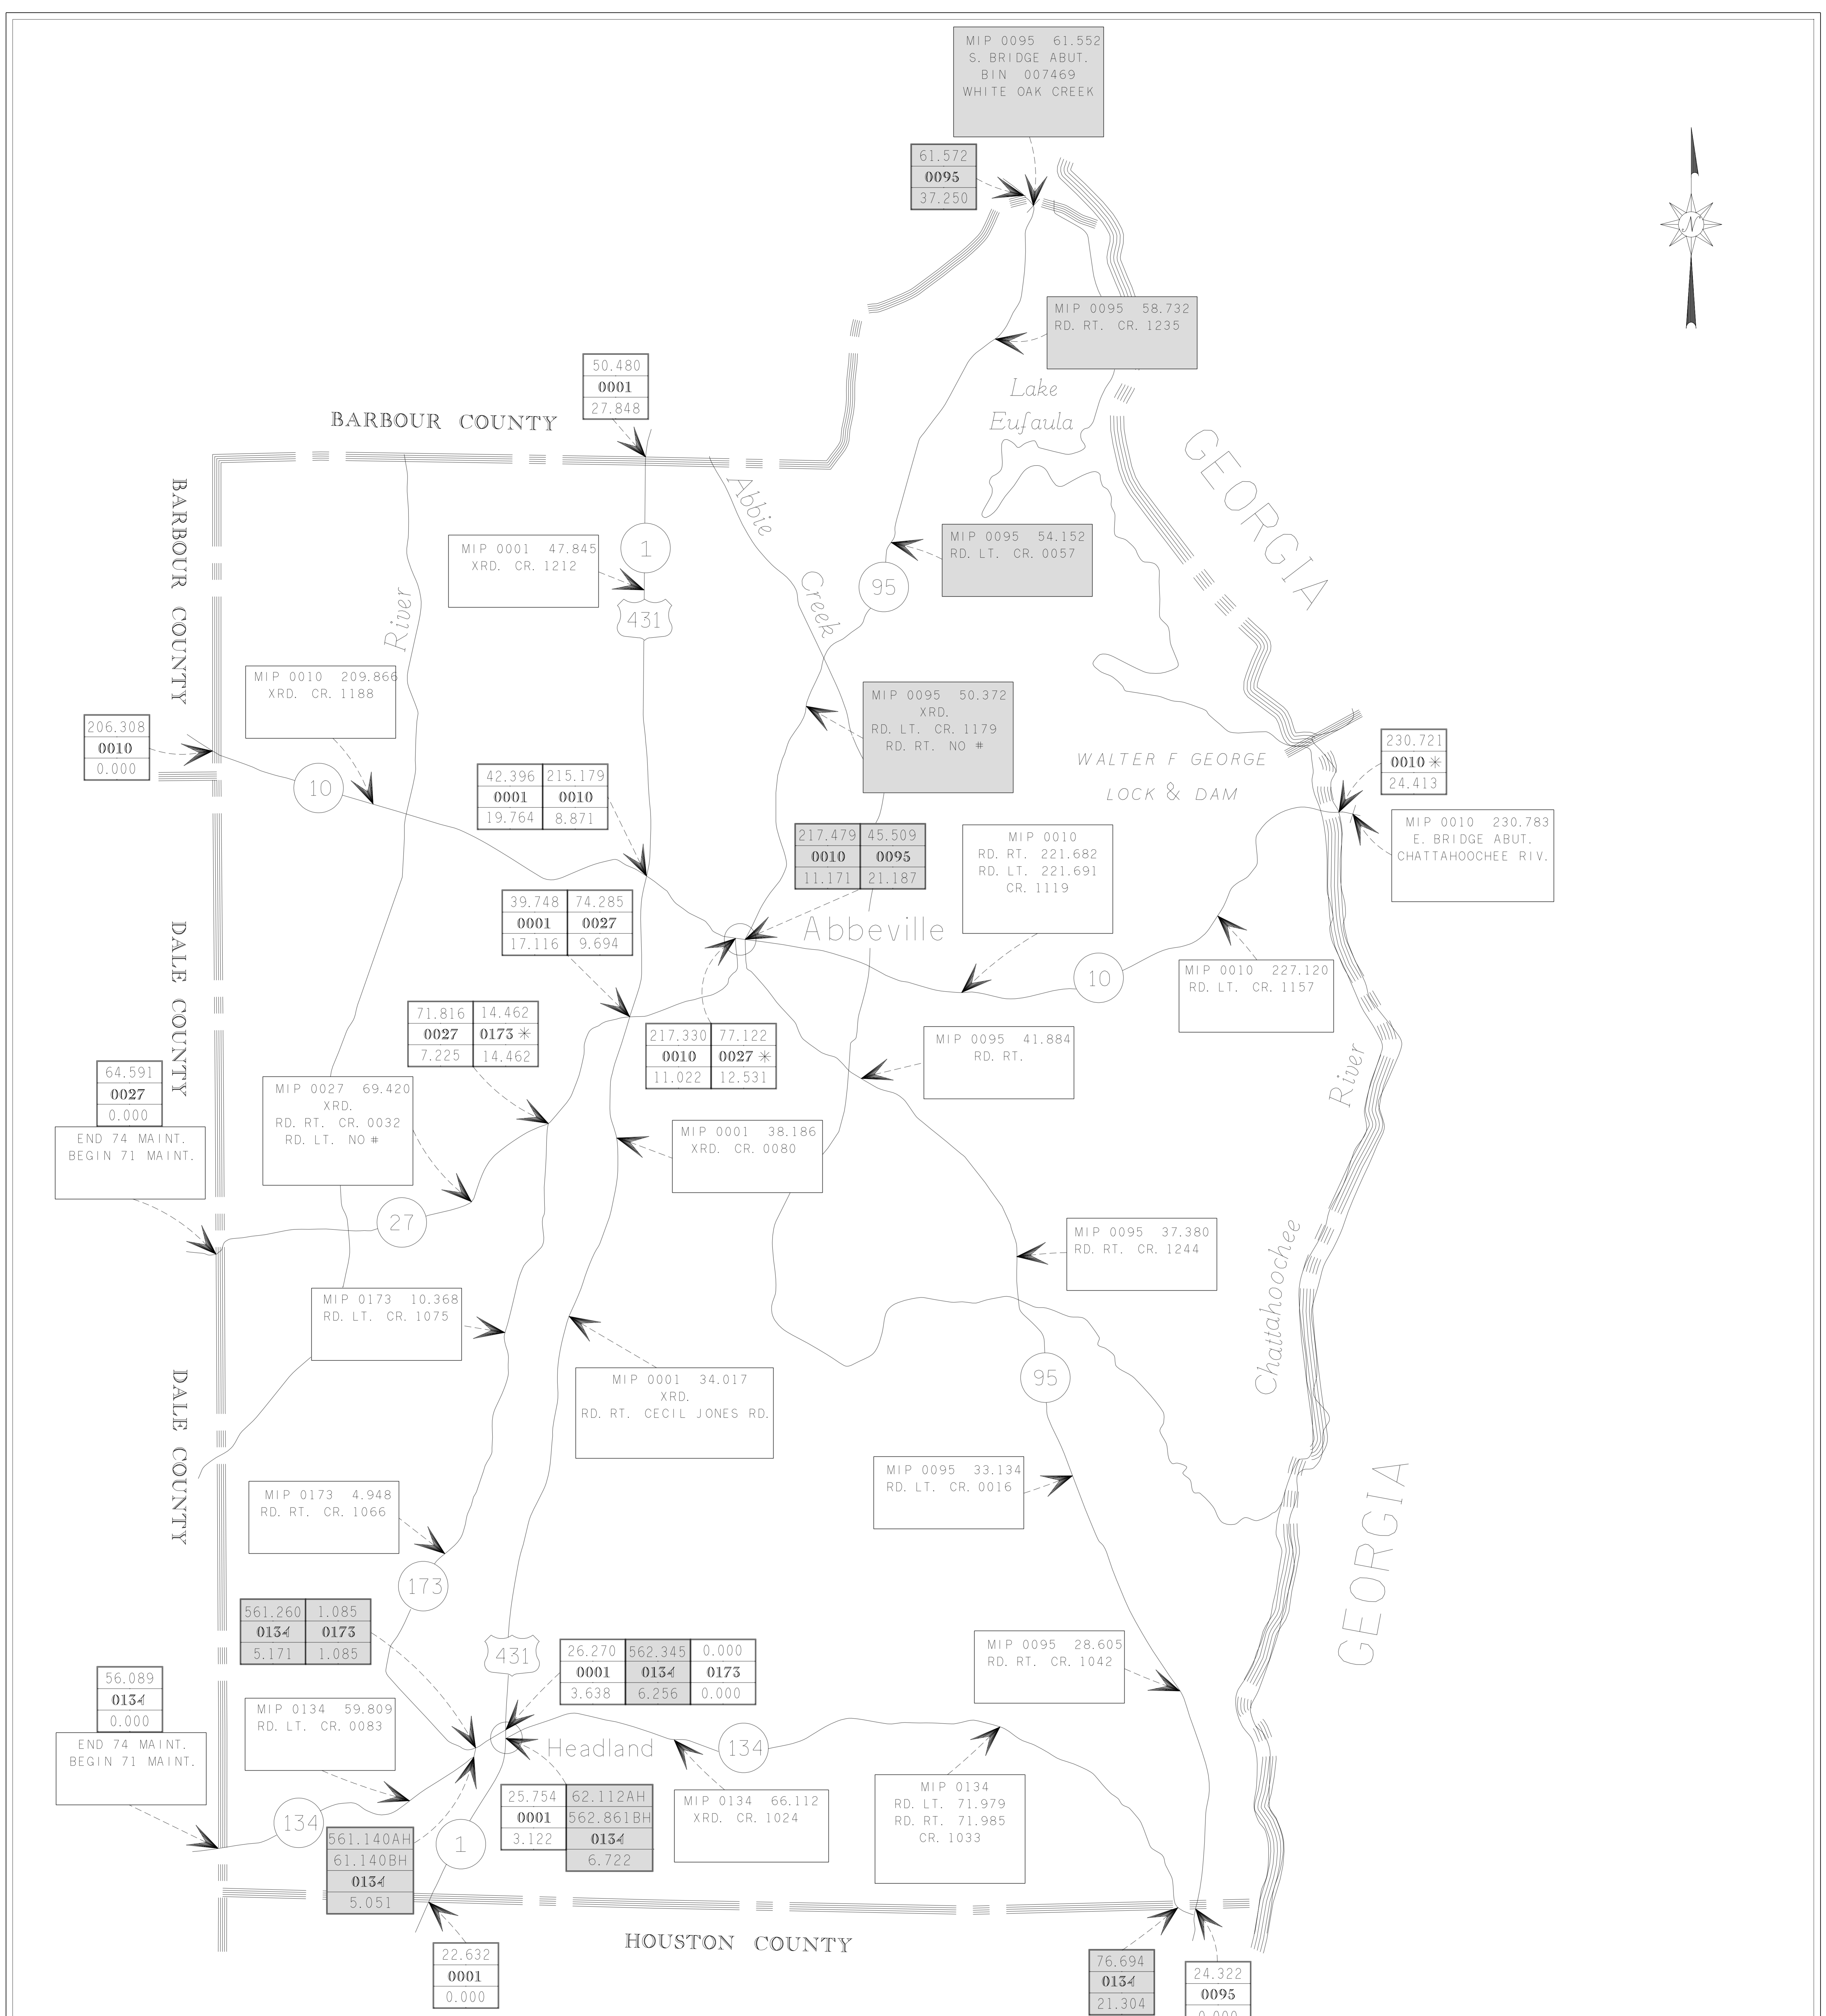 MIP 0095 61.552
S. BRIDGE ABUT.
BIN 007469
WHITE OAK CREEK
61.572
0095
37.250
N
MIP 0095 58.732
RD. RT. CR. 1235
Lake
Eufaula
50.480
0001
27.848
BARBOUR COUNTY
BARBOUR COUNTY
GEORGIA
Abbie
Creek
MIP 0095 54.152
RD. LT. CR. 0057
MIP 0001 47.845
XRD. CR. 1212
1
95
431
River
MIP 0010 209.866
XRD. CR. 1188
MIP 0095 50.372
XRD.
RD. LT. CR. 1179
RD. RT. NO #
206.308
0010
0.000
10
WALTER F GEORGE
LOCK & DAM
230.721
0010 *
24.413
42.396 215.179
0001 0010
19.764 8.871
MIP 0010 230.783
E. BRIDGE ABUT.
CHATTAHOOCHEE RIV.
217.479 45.509
0010 0095
11.171 21.187
MIP 0010
RD. RT. 221.682
RD. LT. 221.691
CR. 1119
39.748 74.285
0001 0027
17.116 9.694
Abbeville
DALE COUNTY
10
MIP 0010 227.120
RD. LT. CR. 1157
71.816 14.462
0027 0173 *
7.225 14.462
217.330 77.122
0010 0027 *
11.022 12.531
MIP 0095 41.884
RD. RT.
River
64.591
0027
0.000
END 74 MAINT.
BEGIN 71 MAINT.
MIP 0027 69.420
XRD.
RD. RT. CR. 0032
RD. LT. NO #
MIP 0001 38.186
XRD. CR. 0080
27
MIP 0095 37.380
RD. RT. CR. 1244
Chattahoochee
MIP 0173 10.368
RD. LT. CR. 1075
DALE COUNTY
MIP 0001 34.017
XRD.
RD. RT. CECIL JONES RD.
95
MIP 0095 33.134
RD. LT. CR. 0016
GEORGIA
MIP 0173 4.948
RD. RT. CR. 1066
173
561.260 1.085
0134 0173
5.171 1.085
431
26.270 562.345 0.000
0001 0134 0173
3.638 6.256 0.000
MIP 0095 28.605
RD. RT. CR. 1042
56.089
0134
0.000
END 74 MAINT.
BEGIN 71 MAINT.
MIP 0134 59.809
RD. LT. CR. 0083
Headland
134
25.754 62.112AH
0001 562.861BH
3.122 0134
6.722
MIP 0134 66.112
XRD. CR. 1024
MIP 0134
RD. LT. 71.979
RD. RT. 71.985
CR. 1033
134
1
561.140AH
61.140BH
0134
5.051
HOUSTON COUNTY
22.632
0001
0.000
76.694
0134
21.304
24.322
0095
0.000